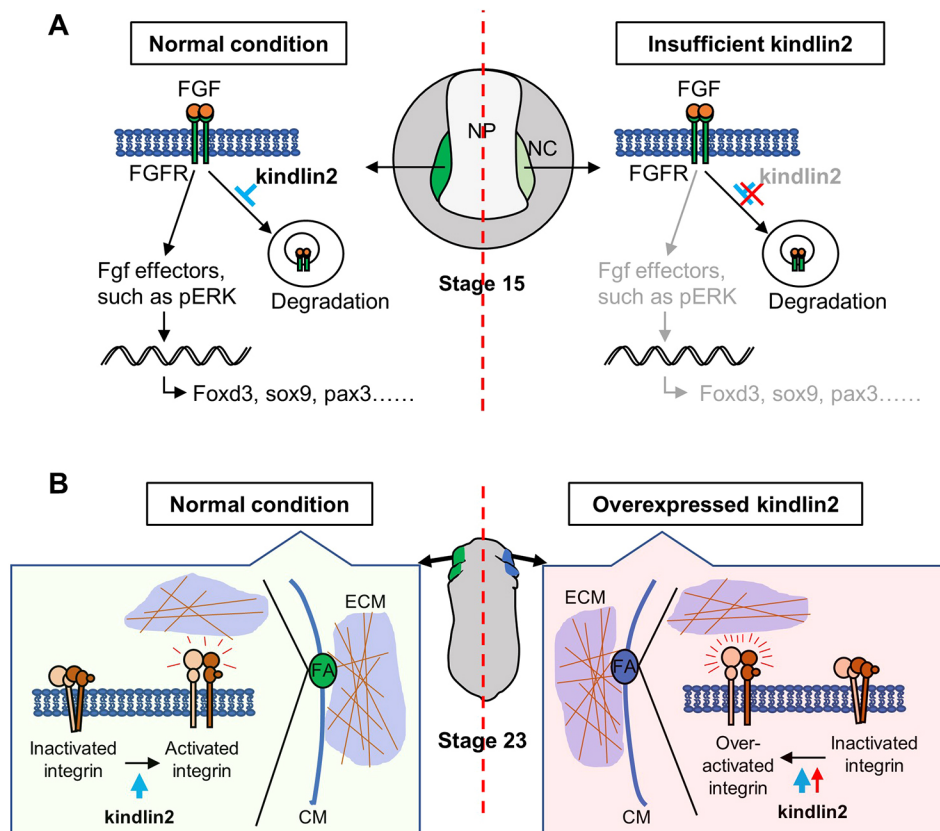 A
Normal condition
Insufficient kindlin2
FGF
FGF
NP
NC
FGFR
kindlin2
FGFR
kindlin2
Fgf effectors,
such as pERK
Degradation
Stage 15
Fgf effectors,
such as pERK
Degradation
Foxd3, sox9, pax3......
Foxd3, sox9, pax3......
B
Normal condition
Overexpressed kindlin2
ECM
FA
Inactivated
integrin
Activated
integrin
kindlin2
CM
Stage 23
ECM
FA
Over-
activated
integrin
Inactivated
integrin
kindlin2
CM